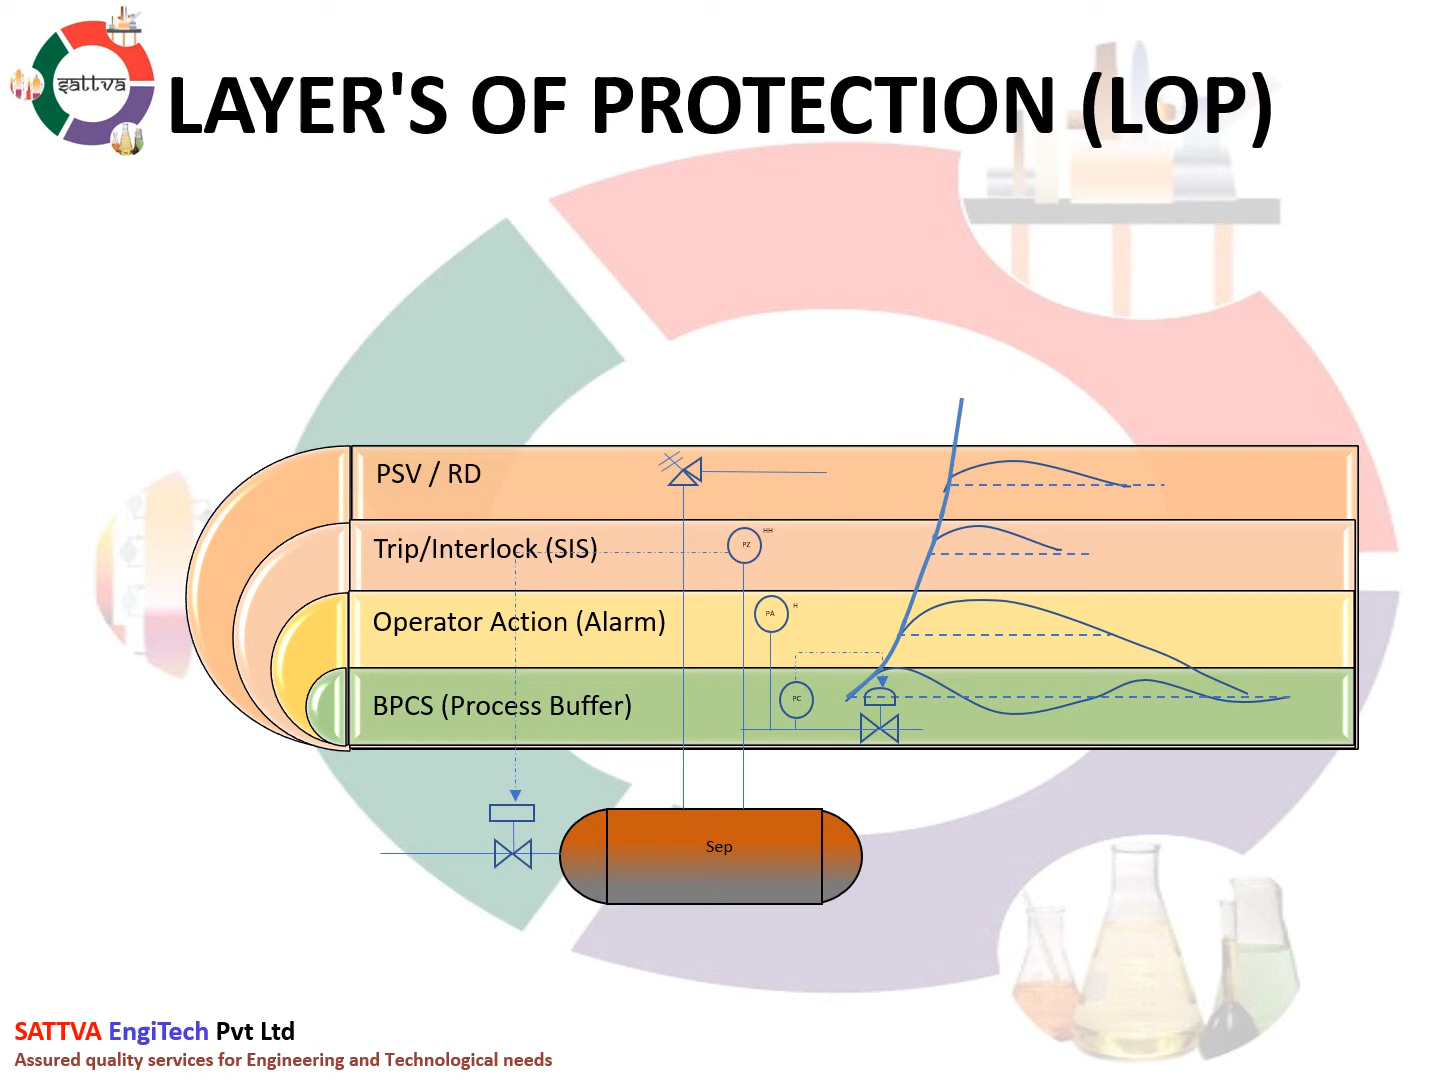 sattva
LAYER'S OF PROTECTION (LOP)
PSV / RD
Trip/Interlock (SIS)
PZ
HH
Operator Action (Alarm)
PA
H
BPCS (Process Buffer)
PC
Sep
SATTVA EngiTech Pvt Ltd
Assured quality services for Engineering and Technological needs